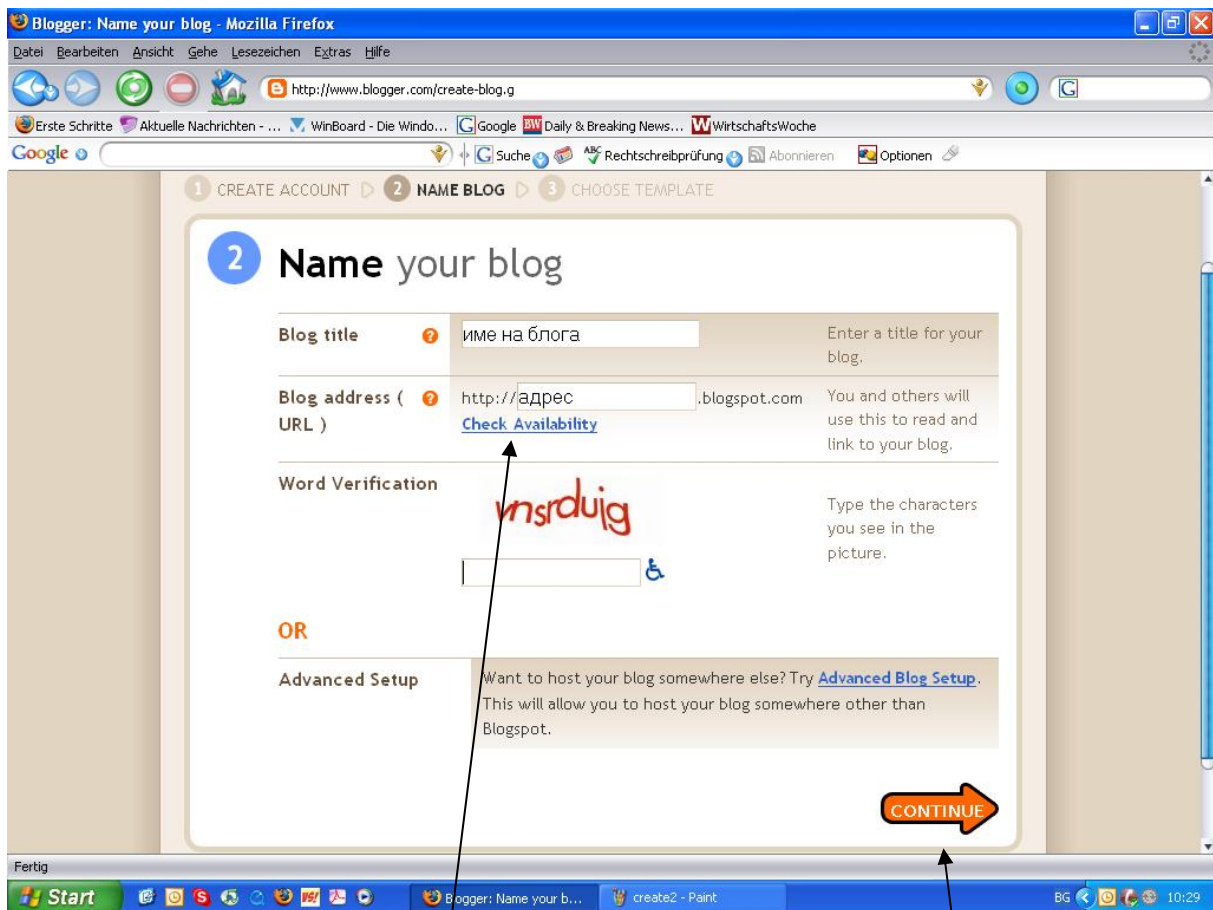 Blogger: Name your blog - Mozilla Firefox
Datei Bearbeiten Ansicht Gehe Lesezeichen Extras Hilfe
http://www.blogger.com/create-blog.g
G
Erste Schritte Aktuelle Nachrichten - ... WinBoard - Die Windo... Google BW Daily & Breaking News... W WirtschaftsWoche
Google Suche ABC Rechtschreibprüfung Abonnieren Optionen
1 CREATE ACCOUNT 2 NAME BLOG 3 CHOOSE TEMPLATE
2 Name your blog
Blog title ? име на блога Enter a title for your
blog.
Blog address ( ? http:// адрес .blogspot.com You and others will
URL ) Check Availability use this to read and
link to your blog.
Word Verification
vnsrduig
Type the characters
you see in the
picture.
OR
Advanced Setup Want to host your blog somewhere else? Try Advanced Blog Setup.
This will allow you to host your blog somewhere other than
Blogspot.
CONTINUE
Fertig
Start Blogger: Name your b... create2 - Paint BG 10:29